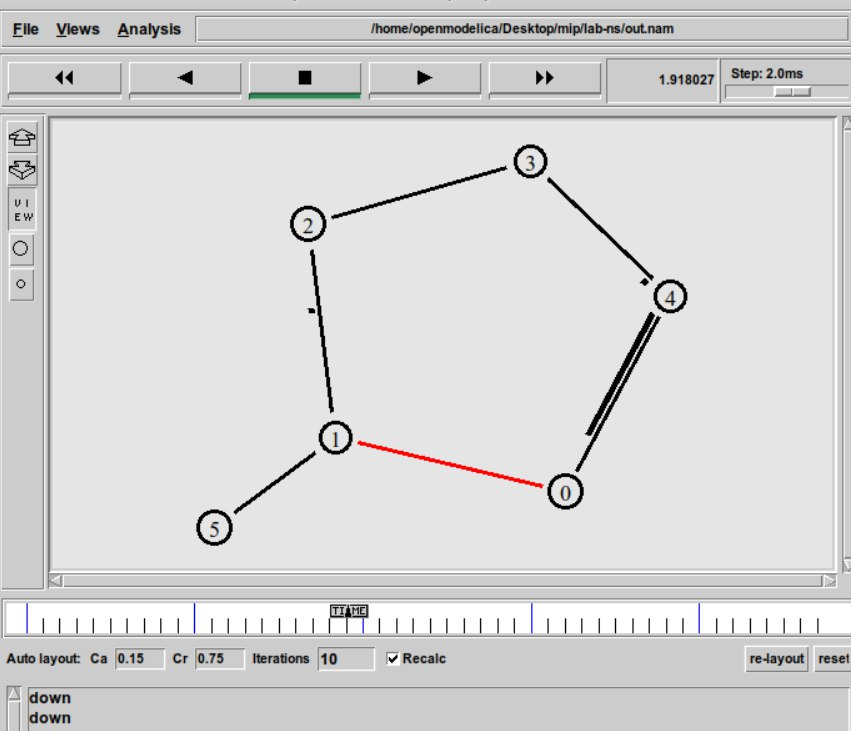 File Views Analysis /home/openmodelica/Desktop/mip/lab-ns/out.nam
1.918027 Step: 2.0ms
VI
EW
3
2
4
1
0
5
TIME
Auto layout: Ca 0.15 Cr 0.75 Iterations 10 Recalc re-layout reset
down
down